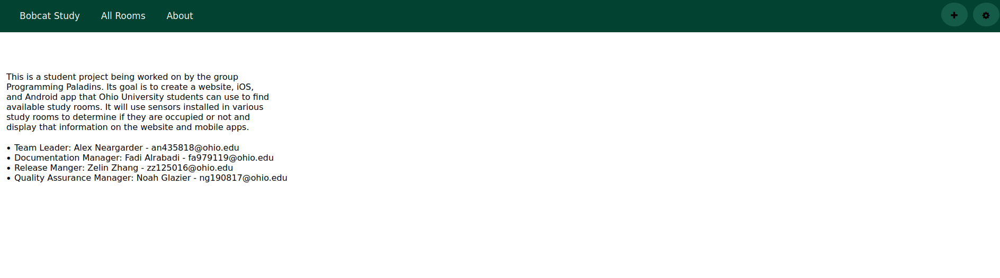 Bobcat Study All Rooms About
This is a student project being worked on by the group
Programming Paladins. Its goal is to create a website, iOS,
and Android app that Ohio University students can use to find
available study rooms. It will use sensors installed in various
study rooms to determine if they are occupied or not and
display that information on the website and mobile apps.
• Team Leader: Alex Neargarder - an435818@ohio.edu
• Documentation Manager: Fadi Alrabadi - fa979119@ohio.edu
• Release Manger: Zelin Zhang - zz125016@ohio.edu
• Quality Assurance Manager: Noah Glazier - ng190817@ohio.edu